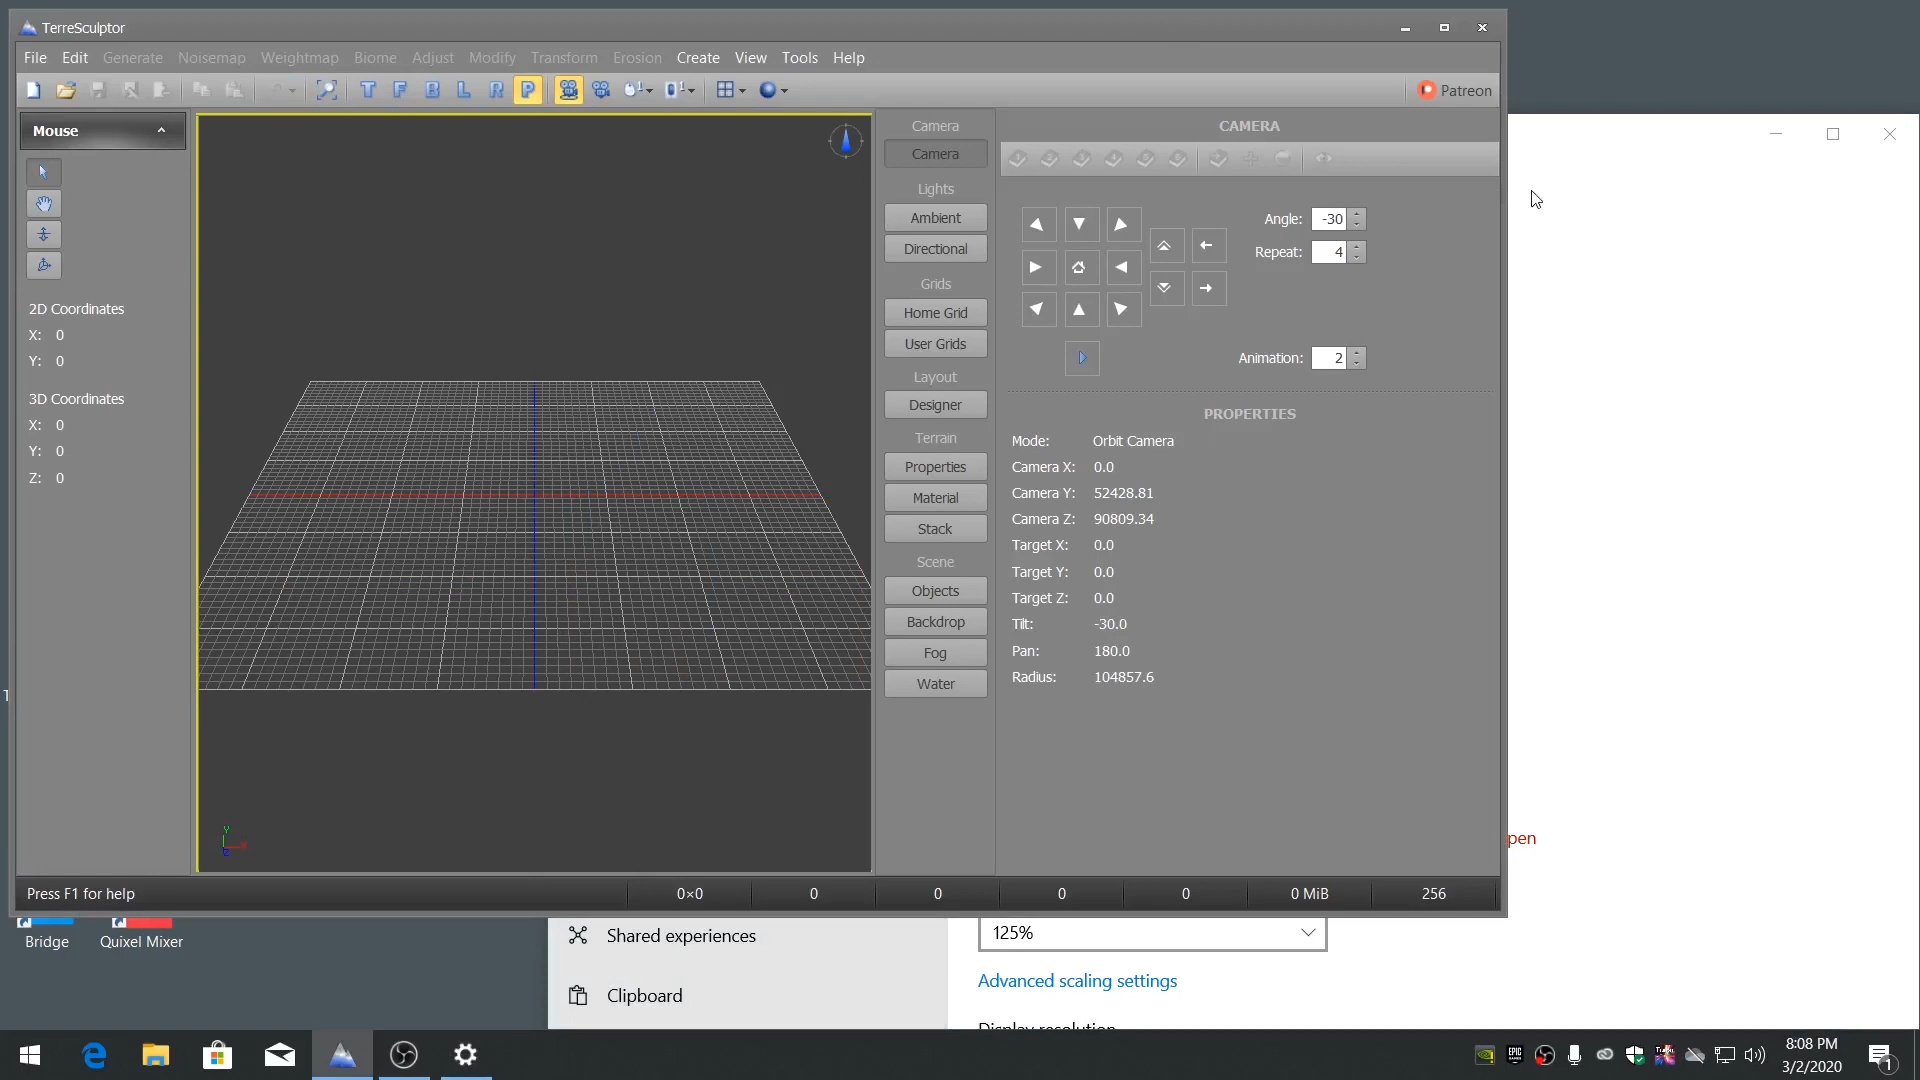 TerreSculptor
File Edit Generate Noisemap Weightmap Biome Adjust Modify Transform Erosion Create View Tools Help
T F B L R P 1 1 Patreon
Mouse
2D Coordinates
X: 0
Y: 0
3D Coordinates
X: 0
Y: 0
Z: 0
Camera
Camera
Lights
Ambient
Directional
Grids
Home Grid
User Grids
Layout
Designer
Terrain
Properties
Material
Stack
Scene
Objects
Backdrop
Fog
Water
CAMERA
Angle: -30
Repeat: 4
Animation: 2
PROPERTIES
Mode: Orbit Camera
Camera X: 0.0
Camera Y: 52428.81
Camera Z: 90809.34
Target X: 0.0
Target Y: 0.0
Target Z: 0.0
Tilt: -30.0
Pan: 180.0
Radius: 104857.6
pen
Press F1 for help 0×0 0 0 0 0 0 MiB 256
Bridge
Quixel Mixer
Shared experiences
Clipboard
125%
Advanced scaling settings
Display resolution
8:08 PM
3/2/2020
1